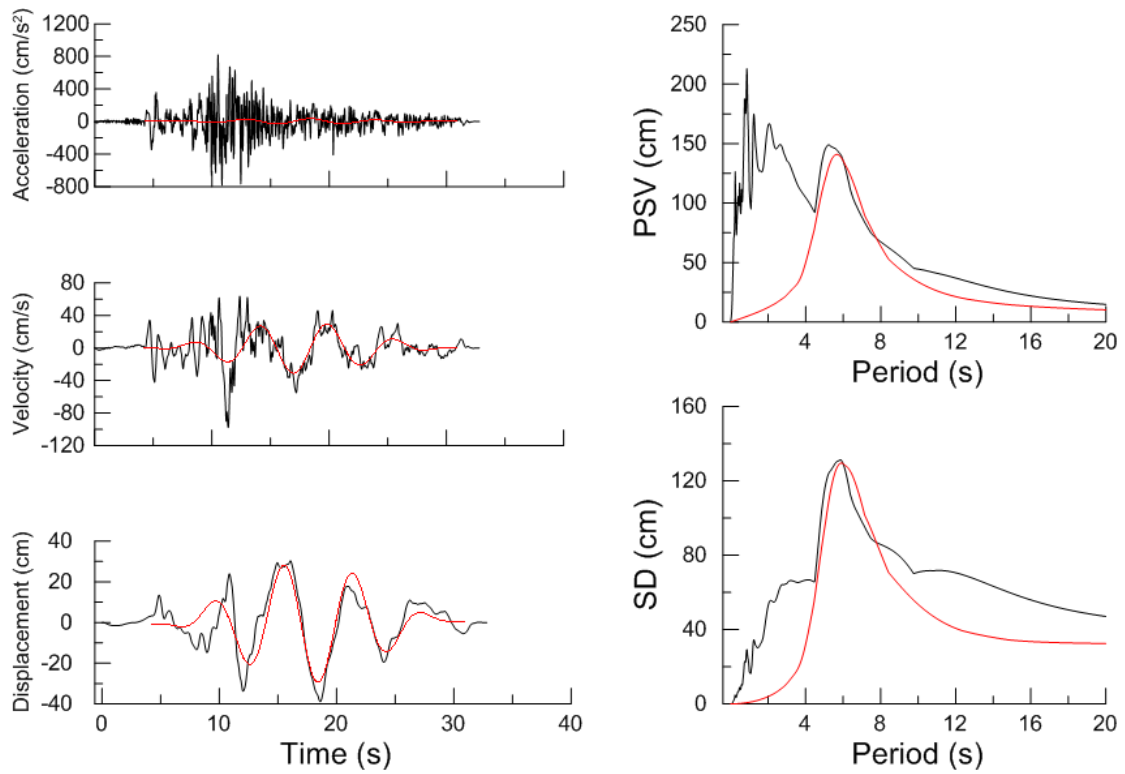 Acceleration (cm/s²)
1200
800
400
0
-400
-800
Velocity (cm/s)
80
40
0
-40
-80
-120
Displacement (cm)
40
20
0
-20
-40
0 10 20 30 40
Time (s)
PSV (cm)
250
200
150
100
50
0
4 8 12 16 20
Period (s)
SD (cm)
160
120
80
40
0
4 8 12 16 20
Period (s)